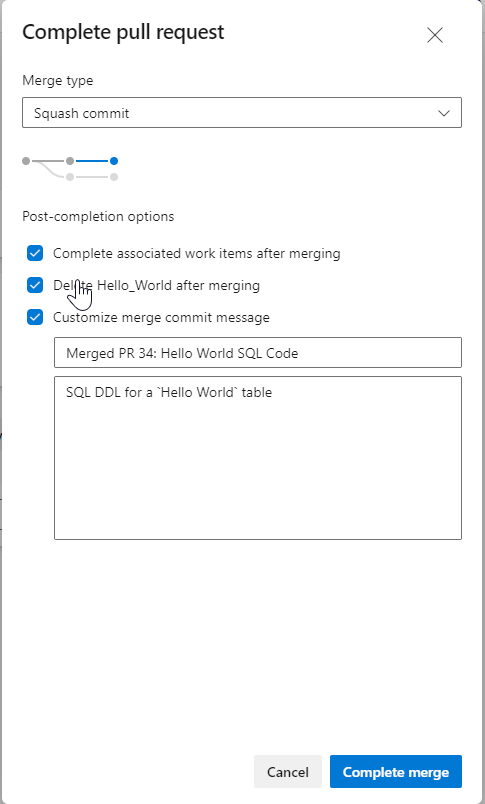 Complete pull request
Merge type
Squash commit
Post-completion options
Complete associated work items after merging
Delete Hello_World after merging
Customize merge commit message
Merged PR 34: Hello World SQL Code
SQL DDL for a `Hello World` table
Cancel
Complete merge